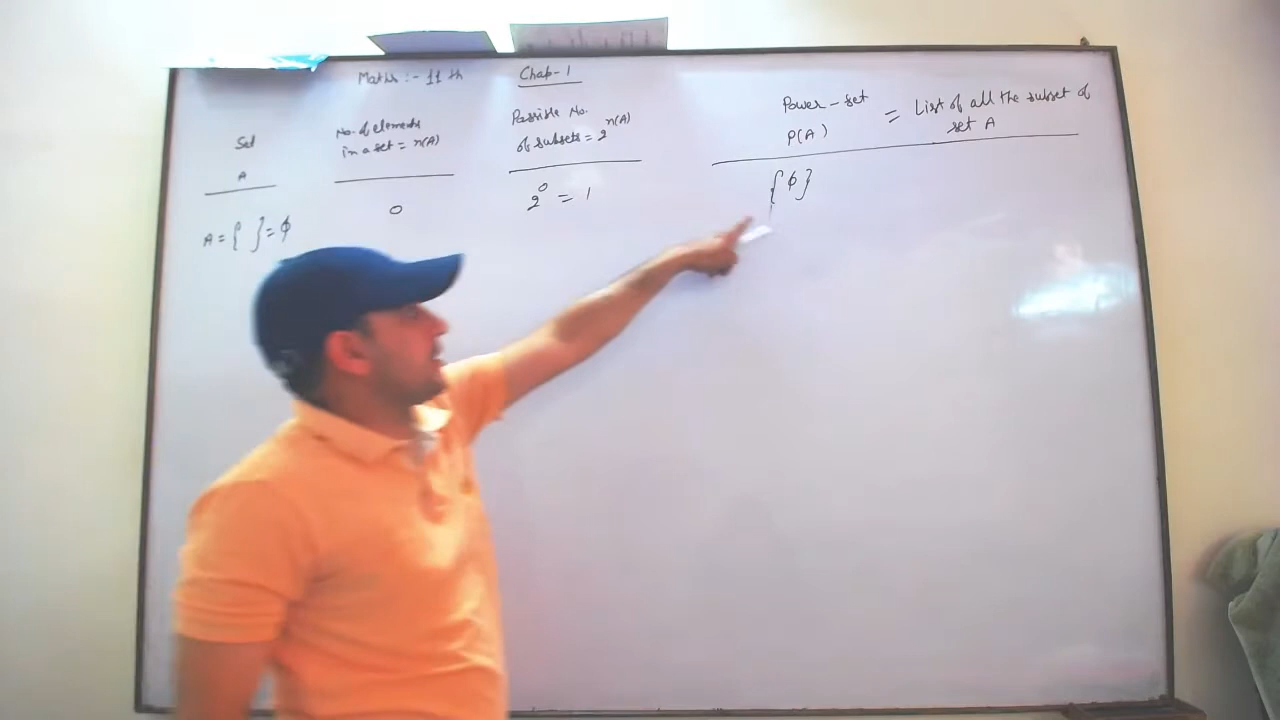 Maths :- 11 th Chap-1
Set
A
No. of elements
in a set = n(A)
Possible No.
of subsets = 2^n(A)
Power-set
P(A)
= List of all the subset of
set A
A = { } = ϕ
0
2^0 = 1
{ϕ}